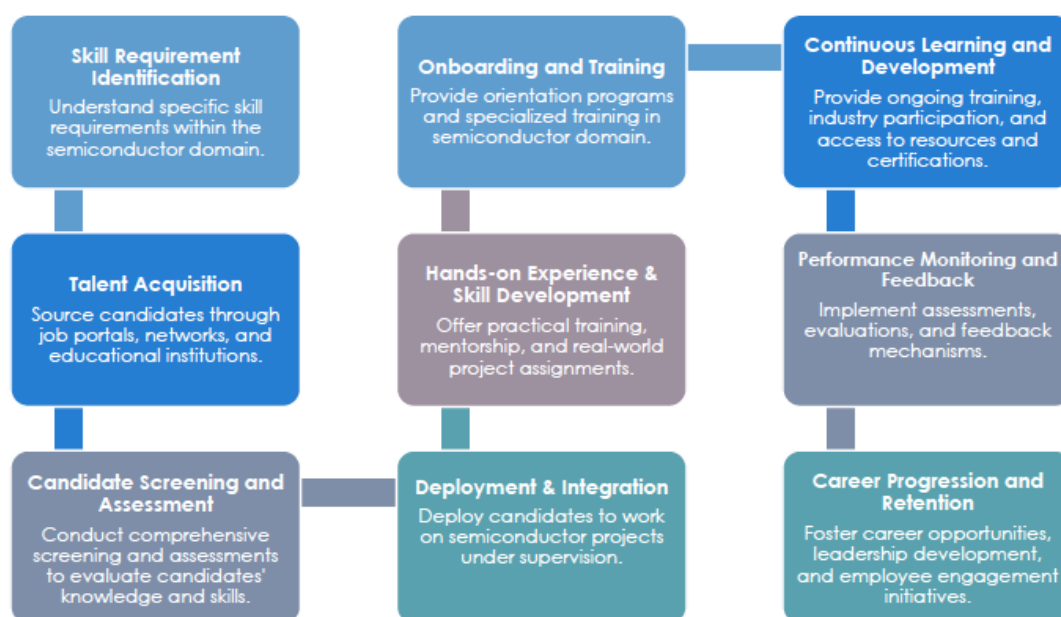 Skill Requirement
Identification
Understand specific skill
requirements within the
semiconductor domain.
Talent Acquisition
Source candidates through
job portals, networks, and
educational institutions.
Candidate Screening and
Assessment
Conduct comprehensive
screening and assessments
to evaluate candidates'
knowledge and skills.
Deployment & Integration
Deploy candidates to work
on semiconductor projects
under supervision.
Hands-on Experience &
Skill Development
Offer practical training,
mentorship, and real-world
project assignments.
Onboarding and Training
Provide orientation programs
and specialized training in
semiconductor domain.
Continuous Learning and
Development
Provide ongoing training,
industry participation, and
access to resources and
certifications.
Performance Monitoring and
Feedback
Implement assessments,
evaluations, and feedback
mechanisms.
Career Progression and
Retention
Foster career opportunities,
leadership development,
and employee engagement
initiatives.